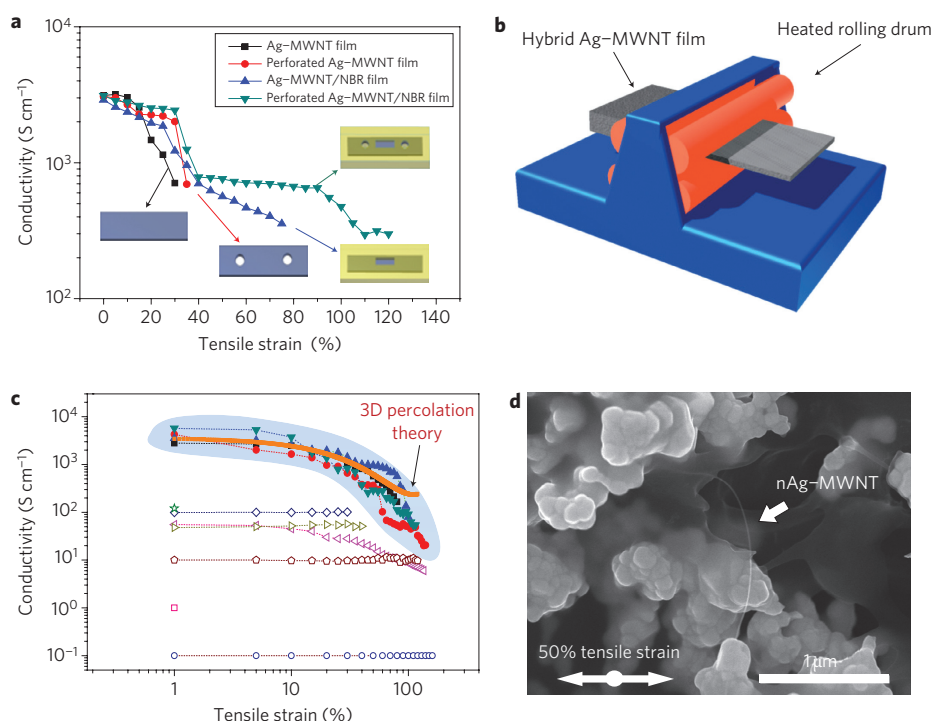 a
10⁴
10³
10²
Conductivity (S cm⁻¹)
Ag–MWNT film
Perforated Ag–MWNT film
Ag–MWNT/NBR film
Perforated Ag–MWNT/NBR film
0 20 40 60 80 100 120 140
Tensile strain (%)
b
Hybrid Ag–MWNT film
Heated rolling drum
c
10⁴
10³
10²
10¹
10⁰
10⁻¹
Conductivity (S cm⁻¹)
3D percolation
theory
1 10 100
Tensile strain (%)
d
nAg–MWNT
50% tensile strain
1 μm